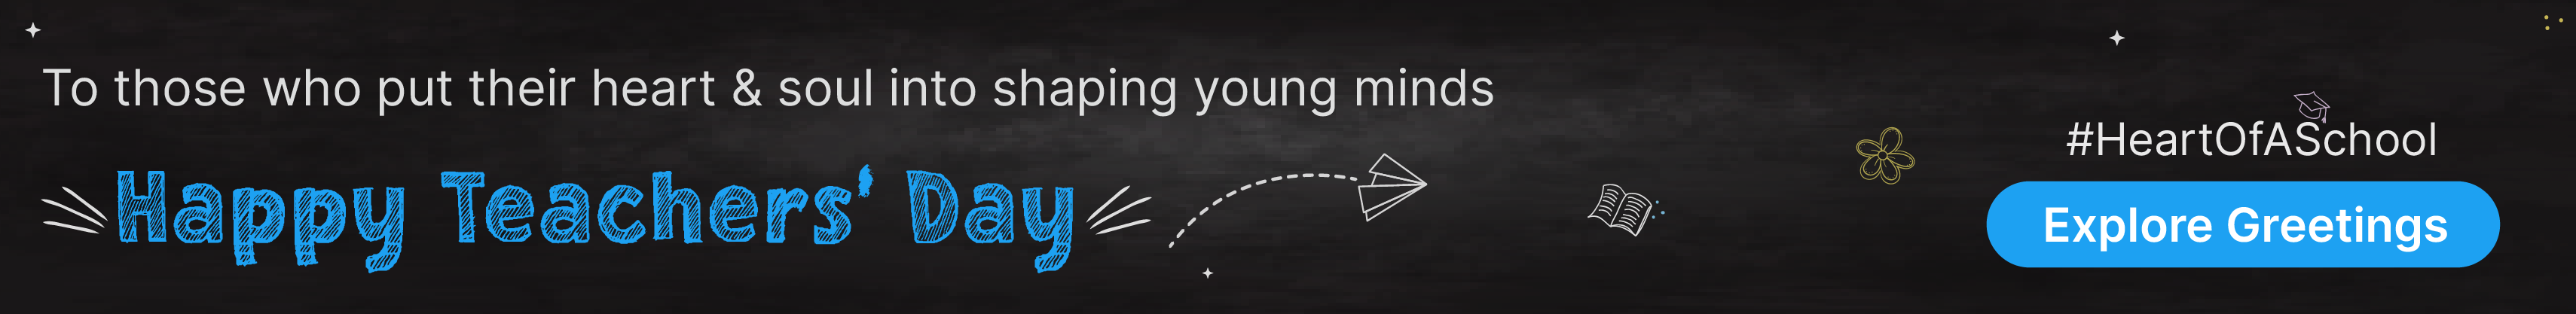 To those who put their heart & soul into shaping young minds
Happy Teachers' Day
#HeartOfASchool
Explore Greetings